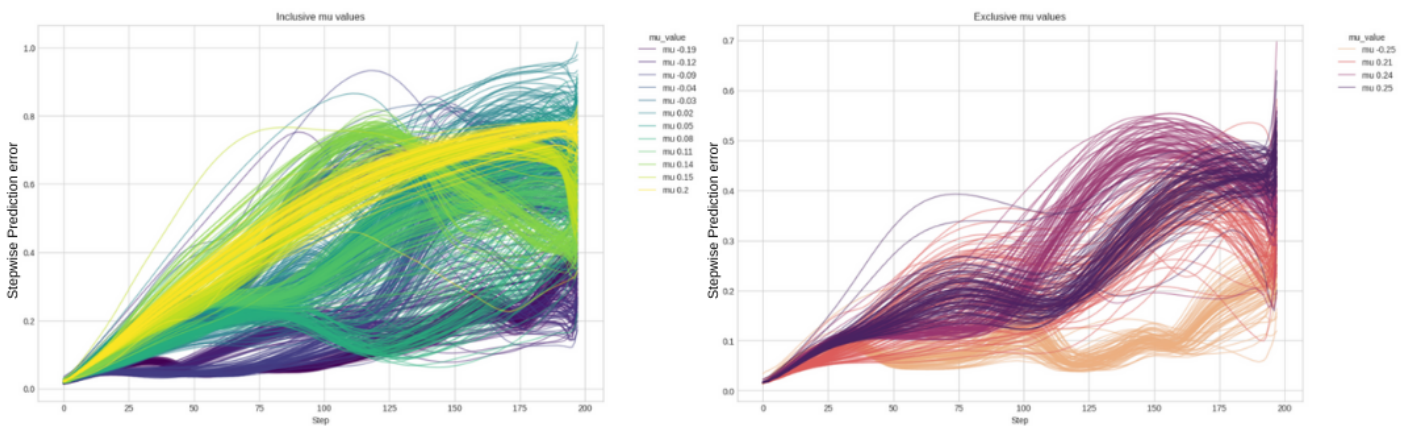 Inclusive mu values
Stepwise Prediction error
1.0
0.8
0.6
0.4
0.2
0.0
0 25 50 75 100 125 150 175 200
Step
mu_value
mu -0.19
mu -0.12
mu -0.09
mu -0.04
mu -0.03
mu 0.02
mu 0.05
mu 0.08
mu 0.11
mu 0.14
mu 0.15
mu 0.2
Exclusive mu values
Stepwise Prediction error
0.7
0.6
0.5
0.4
0.3
0.2
0.1
0.0
0 25 50 75 100 125 150 175 200
Step
mu_value
mu -0.25
mu 0.21
mu 0.24
mu 0.25